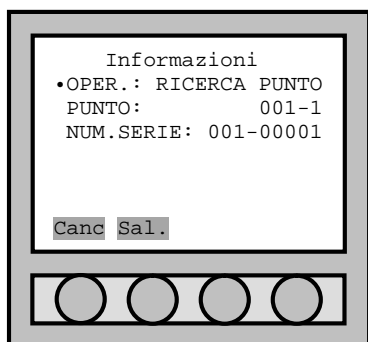 Informazioni
•OPER.: RICERCA PUNTO
PUNTO: 001-1
NUM.SERIE: 001-00001
Canc Sal.